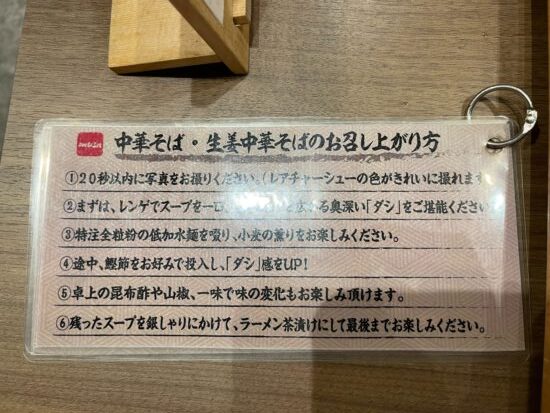 中華そば・生姜中華そばのお召し上がり方
①20秒以内に写真をお撮りください。(レアチャーシューの色がきれいに撮れます
②まずは、レンゲでスープを一口、 と広がる奥深い「ダシ」をご堪能ください
③特注全粒粉の低加水麺を啜り、小麦の薫りをお楽しみください。
④途中、鰹節をお好みで投入し、「ダシ」感をUP!
⑤卓上の昆布酢や山椒、一味で味の変化もお楽しみ頂けます。
⑥残ったスープを銀しゃりにかけて、ラーメン茶漬けにして最後までお楽しみください。